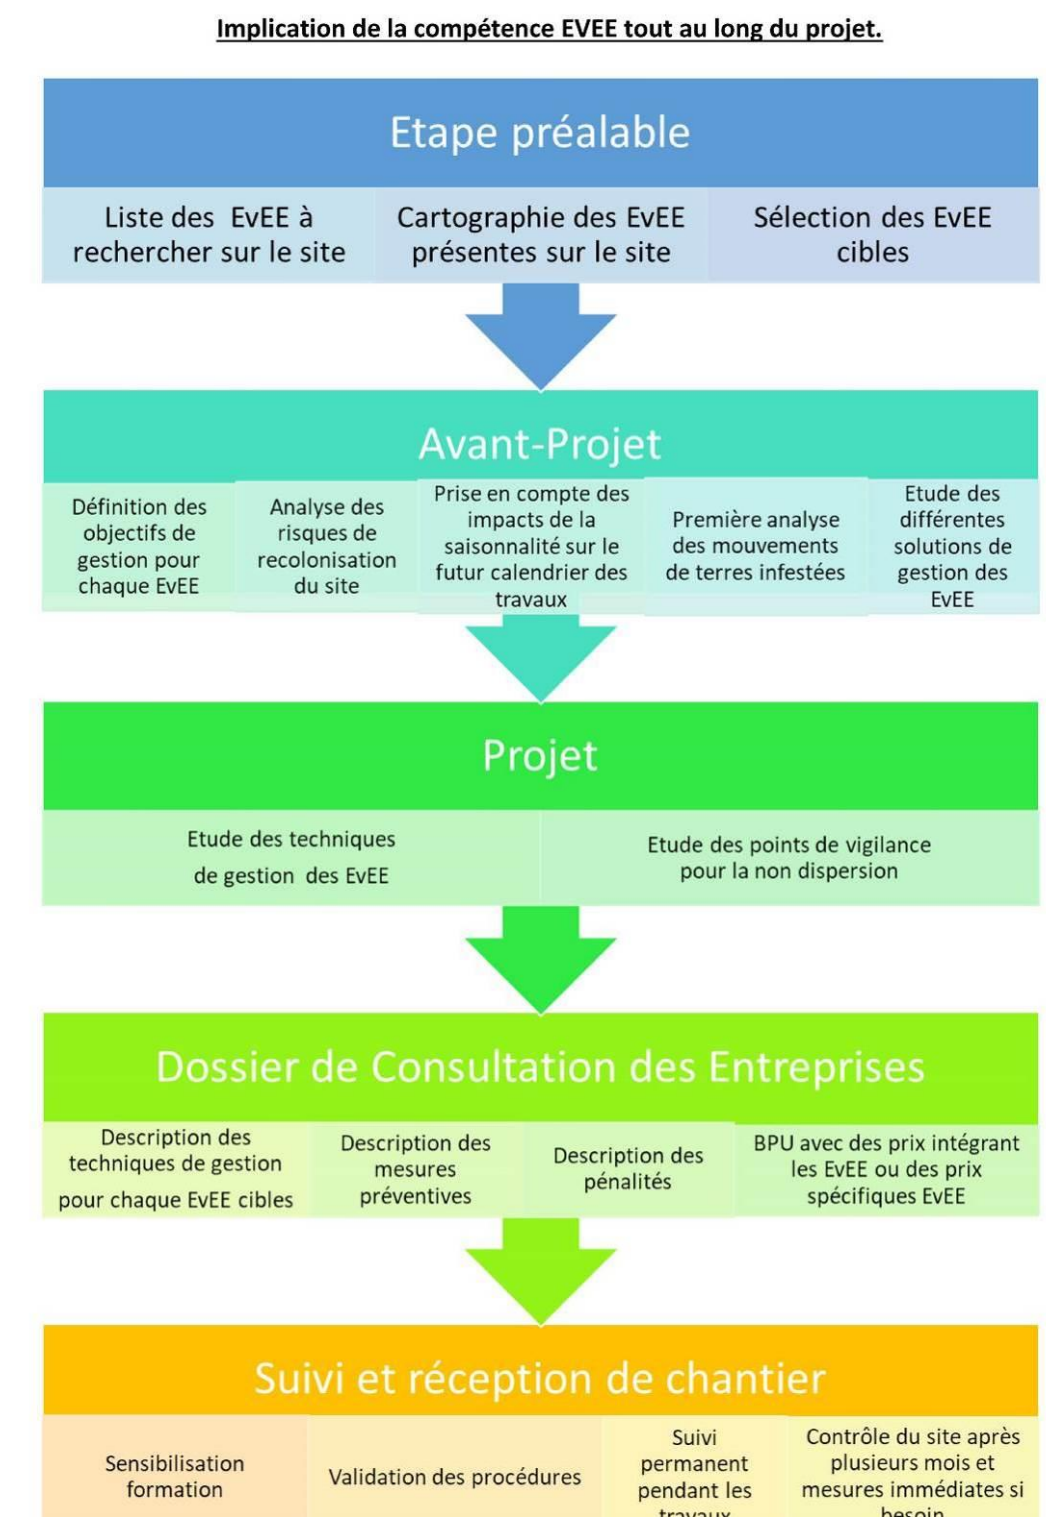 Implication de la compétence EVEE tout au long du projet.
Etape préalable
Liste des EvEE à
rechercher sur le site
Cartographie des EvEE
présentes sur le site
Sélection des EvEE
cibles
Avant-Projet
Définition des
objectifs de
gestion pour
chaque EvEE
Analyse des
risques de
recolonisation
du site
Prise en compte des
impacts de la
saisonnalité sur le
futur calendrier des
travaux
Première analyse
des mouvements
de terres infestées
Etude des
différentes
solutions de
gestion des
EvEE
Projet
Etude des techniques
de gestion des EvEE
Etude des points de vigilance
pour la non dispersion
Dossier de Consultation des Entreprises
Description des
techniques de gestion
pour chaque EvEE cibles
Description des
mesures
préventives
Description des
pénalités
BPU avec des prix intégrant
les EvEE ou des prix
spécifiques EvEE
Suivi et réception de chantier
Sensibilisation
formation
Validation des procédures
Suivi
permanent
pendant les
travaux
Contrôle du site après
plusieurs mois et
mesures immédiates si
besoin